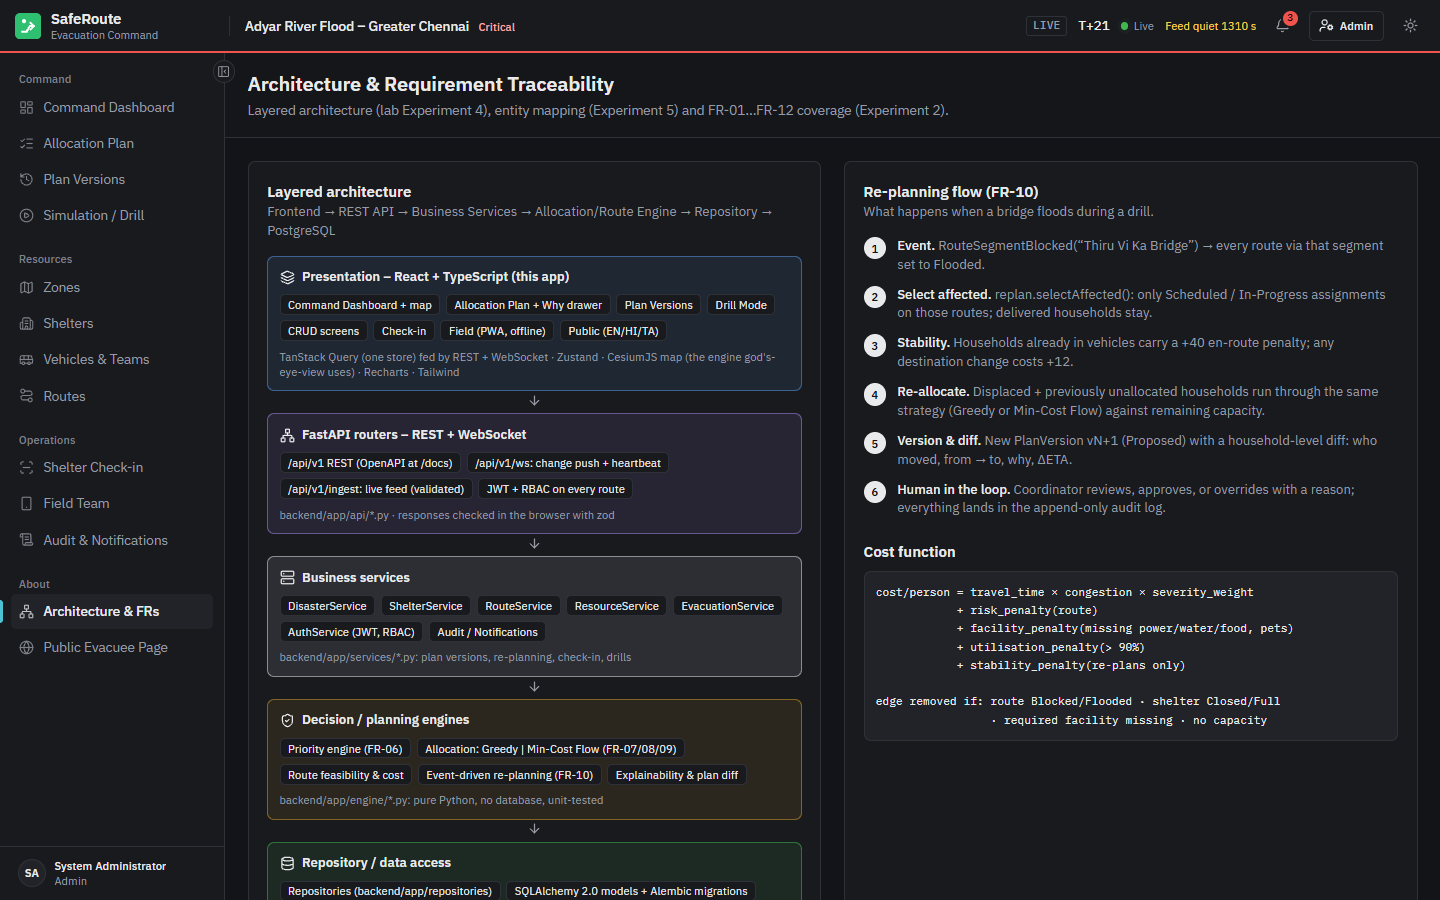 SafeRoute
Evacuation Command
Adyar River Flood – Greater Chennai Critical
LIVE T+21 Live Feed quiet 1310 s 3 Admin
Command
Command Dashboard
Allocation Plan
Plan Versions
Simulation / Drill
Resources
Zones
Shelters
Vehicles & Teams
Routes
Operations
Shelter Check-in
Field Team
Audit & Notifications
About
Architecture & FRs
Public Evacuee Page
SA System Administrator
Admin
Architecture & Requirement Traceability
Layered architecture (lab Experiment 4), entity mapping (Experiment 5) and FR-01…FR-12 coverage (Experiment 2).
Layered architecture
Frontend → REST API → Business Services → Allocation/Route Engine → Repository →
PostgreSQL
Presentation – React + TypeScript (this app)
Command Dashboard + map Allocation Plan + Why drawer Plan Versions Drill Mode
CRUD screens Check-in Field (PWA, offline) Public (EN/HI/TA)
TanStack Query (one store) fed by REST + WebSocket · Zustand · CesiumJS map (the engine god's-
eye-view uses) · Recharts · Tailwind
↓
FastAPI routers – REST + WebSocket
/api/v1 REST (OpenAPI at /docs) /api/v1/ws: change push + heartbeat
/api/v1/ingest: live feed (validated) JWT + RBAC on every route
backend/app/api/*.py · responses checked in the browser with zod
↓
Business services
DisasterService ShelterService RouteService ResourceService EvacuationService
AuthService (JWT, RBAC) Audit / Notifications
backend/app/services/*.py: plan versions, re-planning, check-in, drills
↓
Decision / planning engines
Priority engine (FR-06) Allocation: Greedy | Min-Cost Flow (FR-07/08/09)
Route feasibility & cost Event-driven re-planning (FR-10) Explainability & plan diff
backend/app/engine/*.py: pure Python, no database, unit-tested
↓
Repository / data access
Repositories (backend/app/repositories) SQLAlchemy 2.0 models + Alembic migrations
Re-planning flow (FR-10)
What happens when a bridge floods during a drill.
1 Event. RouteSegmentBlocked(“Thiru Vi Ka Bridge”) → every route via that segment
set to Flooded.
2 Select affected. replan.selectAffected(): only Scheduled / In-Progress assignments
on those routes; delivered households stay.
3 Stability. Households already in vehicles carry a +40 en-route penalty; any
destination change costs +12.
4 Re-allocate. Displaced + previously unallocated households run through the same
strategy (Greedy or Min-Cost Flow) against remaining capacity.
5 Version & diff. New PlanVersion vN+1 (Proposed) with a household-level diff: who
moved, from → to, why, ΔETA.
6 Human in the loop. Coordinator reviews, approves, or overrides with a reason;
everything lands in the append-only audit log.
Cost function
cost/person = travel_time × congestion × severity_weight
+ risk_penalty(route)
+ facility_penalty(missing power/water/food, pets)
+ utilisation_penalty(> 90%)
+ stability_penalty(re-plans only)
edge removed if: route Blocked/Flooded · shelter Closed/Full
· required facility missing · no capacity